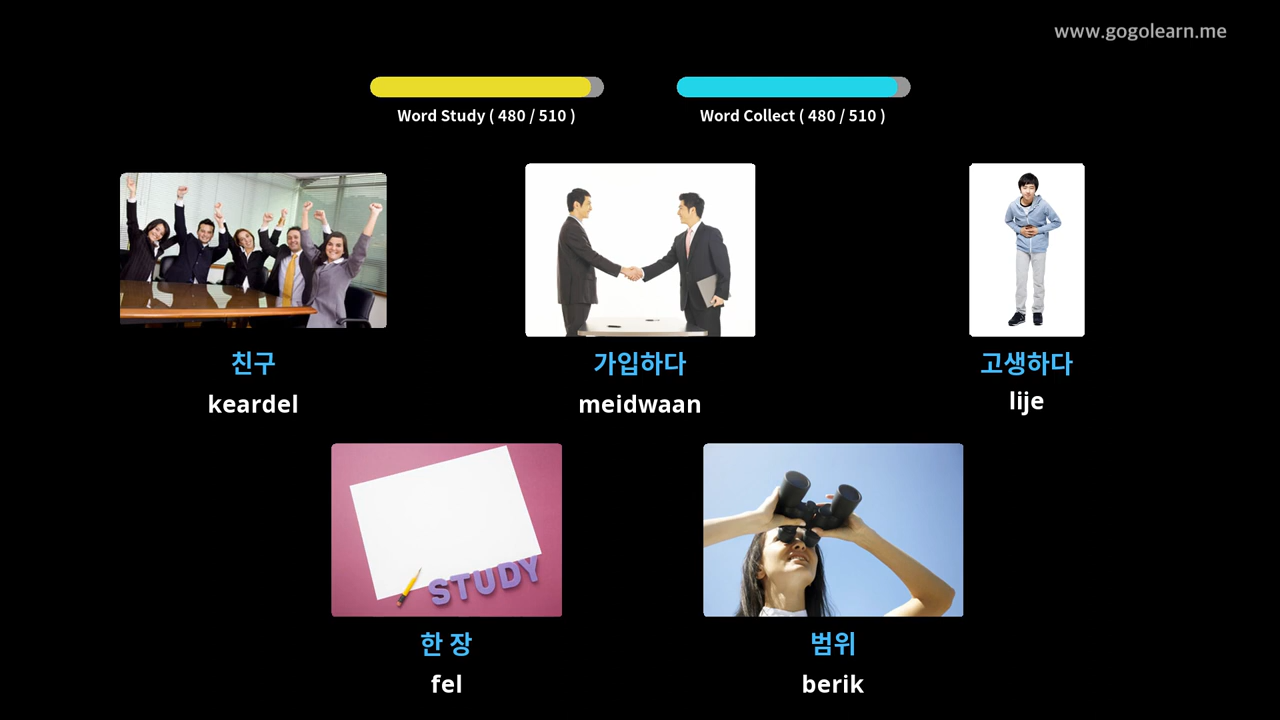 www.gogolearn.me
Word Study ( 480 / 510 )
Word Collect ( 480 / 510 )
친구
keardel
가입하다
meidwaan
고생하다
lije
STUDY
한 장
fel
범위
berik